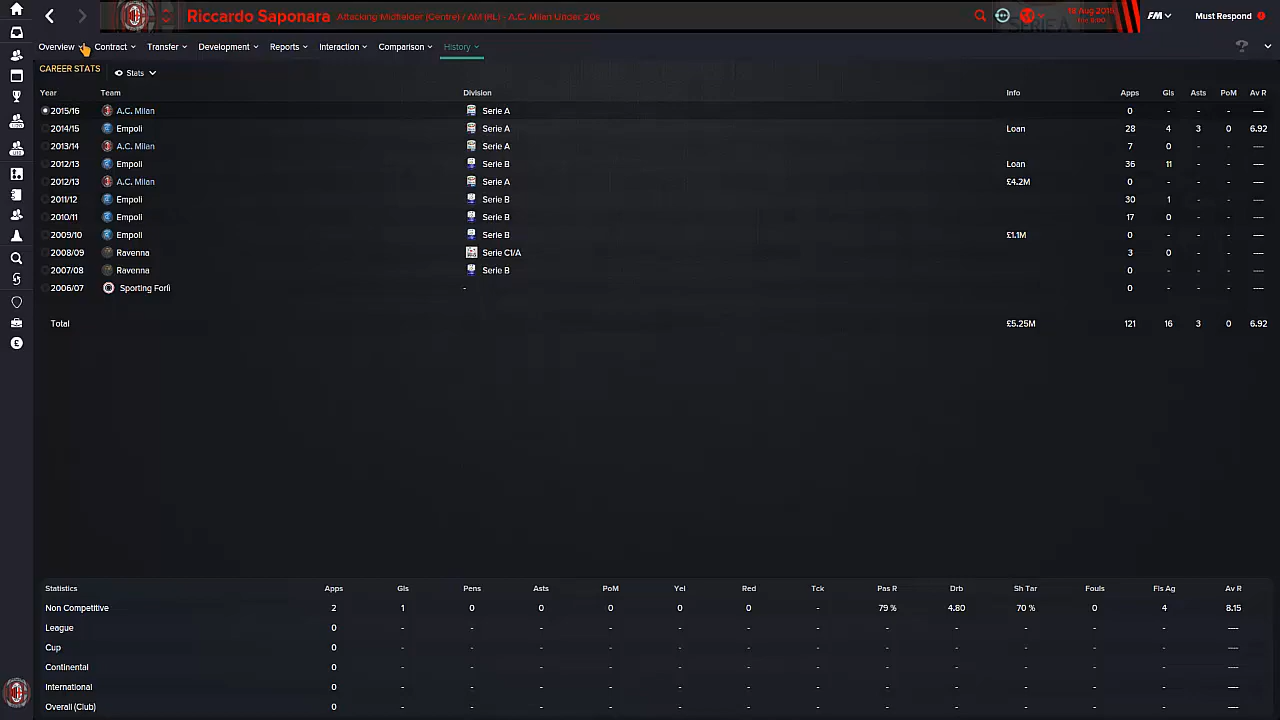 Riccardo Saponara Attacking Midfielder (Centre) / AM (RL) - A.C. Milan Under 20s FM Must Respond
Overview Contract Transfer Development Reports Interaction Comparison History
CAREER STATS Stats
Year Team Division Info Apps Gls Asts PoM Av R
2015/16 A.C. Milan Serie A 0 - - - ---
2014/15 Empoli Serie A Loan 28 4 3 0 6.92
2013/14 A.C. Milan Serie A 7 0 - - ---
2012/13 Empoli Serie B Loan 36 11 - - ---
2012/13 A.C. Milan Serie A £4.2M 0 - - - ---
2011/12 Empoli Serie B 30 1 - - ---
2010/11 Empoli Serie B 17 0 - - ---
2009/10 Empoli Serie B £1.1M 0 - - - ---
2008/09 Ravenna Serie C1/A 3 0 - - ---
2007/08 Ravenna Serie B 0 - - - ---
2006/07 Sporting Forlì - 0 - - - ---
Total £5.25M 121 16 3 0 6.92
Statistics Apps Gls Pens Asts PoM Yel Red Tck Pas R Drb Sh Tar Fouls Fls Ag Av R
Non Competitive 2 1 0 0 0 0 0 - 79 % 4.80 70 % 0 4 8.15
League 0 - - - - - - - - - - - - ---
Cup 0 - - - - - - - - - - - - ---
Continental 0 - - - - - - - - - - - - ---
International 0 - - - - - - - - - - - - ---
Overall (Club) 0 - - - - - - - - - - - - ---